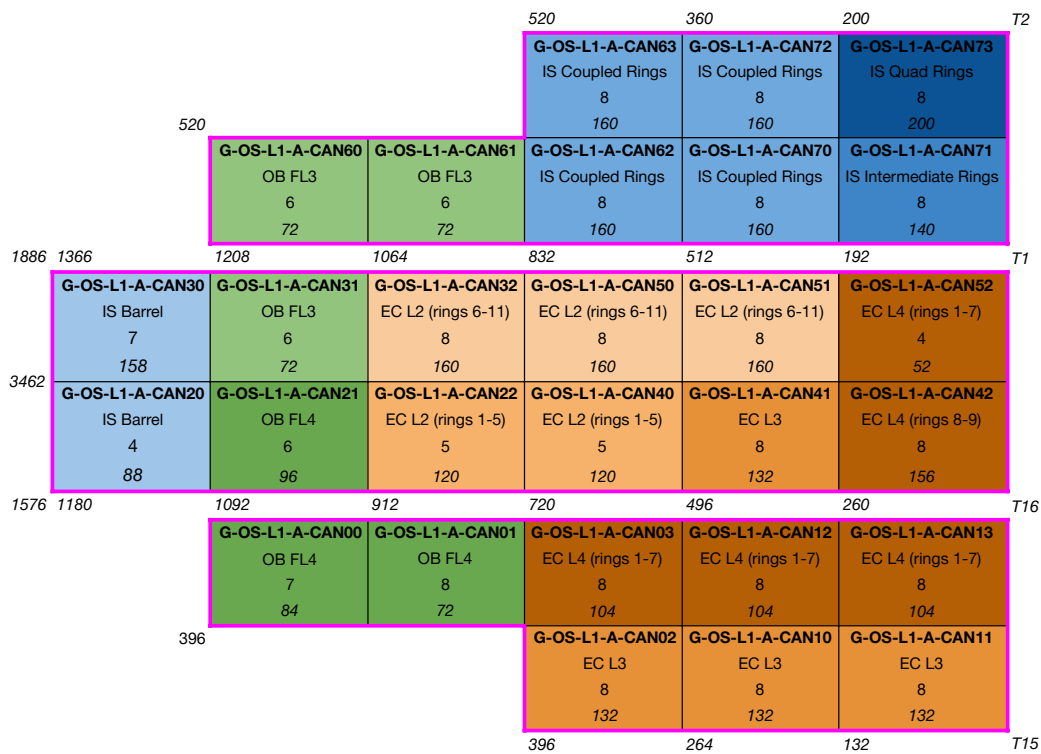 520 360 200 T2
G-OS-L1-A-CAN63 G-OS-L1-A-CAN72 G-OS-L1-A-CAN73
IS Coupled Rings IS Coupled Rings IS Quad Rings
8 8 8
160 160 200
520
G-OS-L1-A-CAN60 G-OS-L1-A-CAN61 G-OS-L1-A-CAN62 G-OS-L1-A-CAN70 G-OS-L1-A-CAN71
OB FL3 OB FL3 IS Coupled Rings IS Coupled Rings IS Intermediate Rings
6 6 8 8 8
72 72 160 160 140
1886 1366 1208 1064 832 512 192 T1
G-OS-L1-A-CAN30 G-OS-L1-A-CAN31 G-OS-L1-A-CAN32 G-OS-L1-A-CAN50 G-OS-L1-A-CAN51 G-OS-L1-A-CAN52
IS Barrel OB FL3 EC L2 (rings 6-11) EC L2 (rings 6-11) EC L2 (rings 6-11) EC L4 (rings 1-7)
7 6 8 8 8 4
158 72 160 160 160 52
3462
G-OS-L1-A-CAN20 G-OS-L1-A-CAN21 G-OS-L1-A-CAN22 G-OS-L1-A-CAN40 G-OS-L1-A-CAN41 G-OS-L1-A-CAN42
IS Barrel OB FL4 EC L2 (rings 1-5) EC L2 (rings 1-5) EC L3 EC L4 (rings 8-9)
4 6 5 5 8 8
88 96 120 120 132 156
1576 1180 1092 912 720 496 260 T16
G-OS-L1-A-CAN00 G-OS-L1-A-CAN01 G-OS-L1-A-CAN03 G-OS-L1-A-CAN12 G-OS-L1-A-CAN13
OB FL4 OB FL4 EC L4 (rings 1-7) EC L4 (rings 1-7) EC L4 (rings 1-7)
7 8 8 8 8
84 72 104 104 104
396
G-OS-L1-A-CAN02 G-OS-L1-A-CAN10 G-OS-L1-A-CAN11
EC L3 EC L3 EC L3
8 8 8
132 132 132
396 264 132 T15